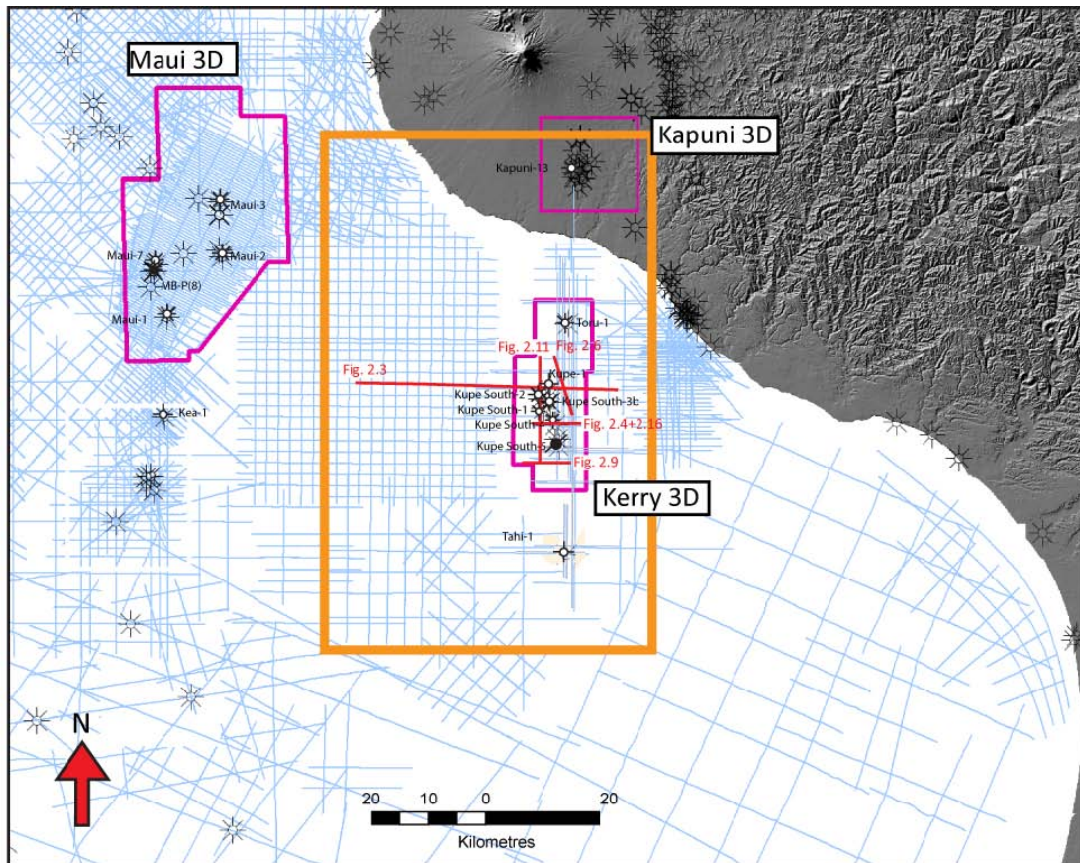 Maui 3D
Kapuni 3D
Kapuni-13
Maui-3
Maui-7
Maui-2
MB-P(8)
Maui-1
Toru-1
Fig. 2.11
Fig. 2.6
Fig. 2.3
Kupe-1
Kupe South-2
Kupe South-3b
Kea-1
Kupe South-1
Kupe South-
Fig. 2.4+2.16
Kupe South-5
Fig. 2.9
Kerry 3D
Tahi-1
N
20 10 0 20
Kilometres